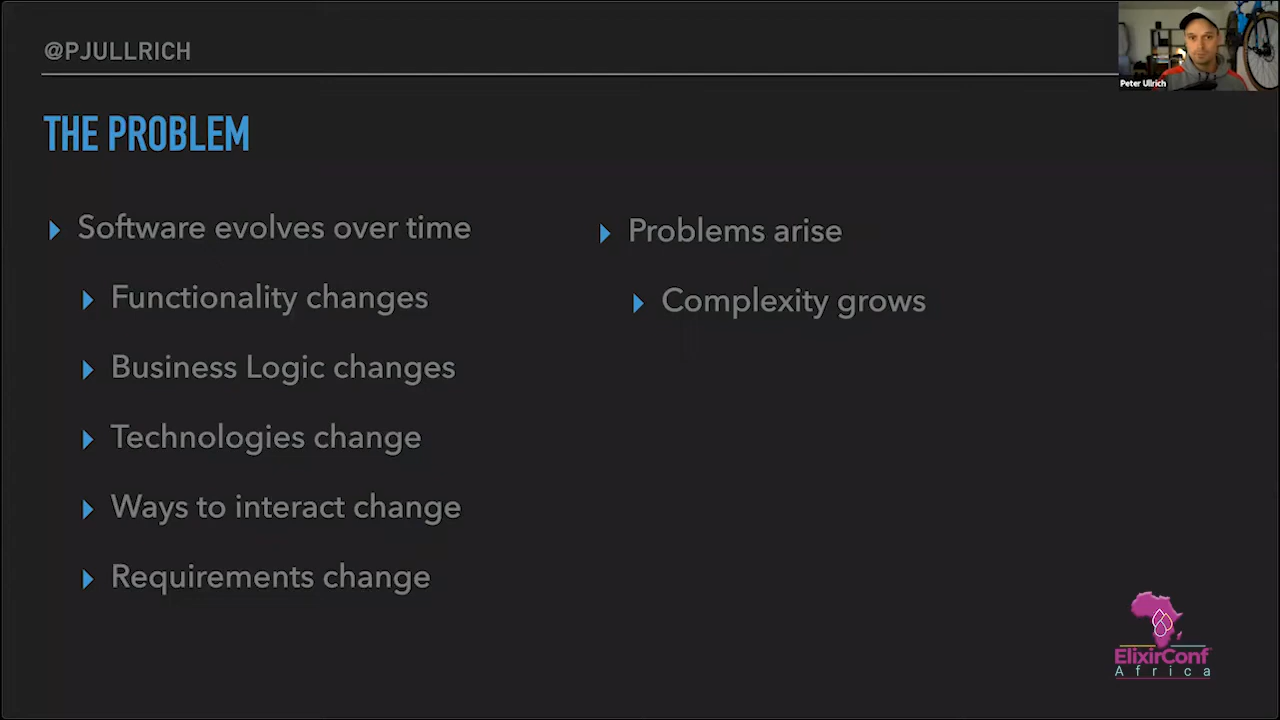 @PJULLRICH
Peter Ullrich
THE PROBLEM
Software evolves over time
Functionality changes
Business Logic changes
Technologies change
Ways to interact change
Requirements change
Problems arise
Complexity grows
ElixirConf
Africa